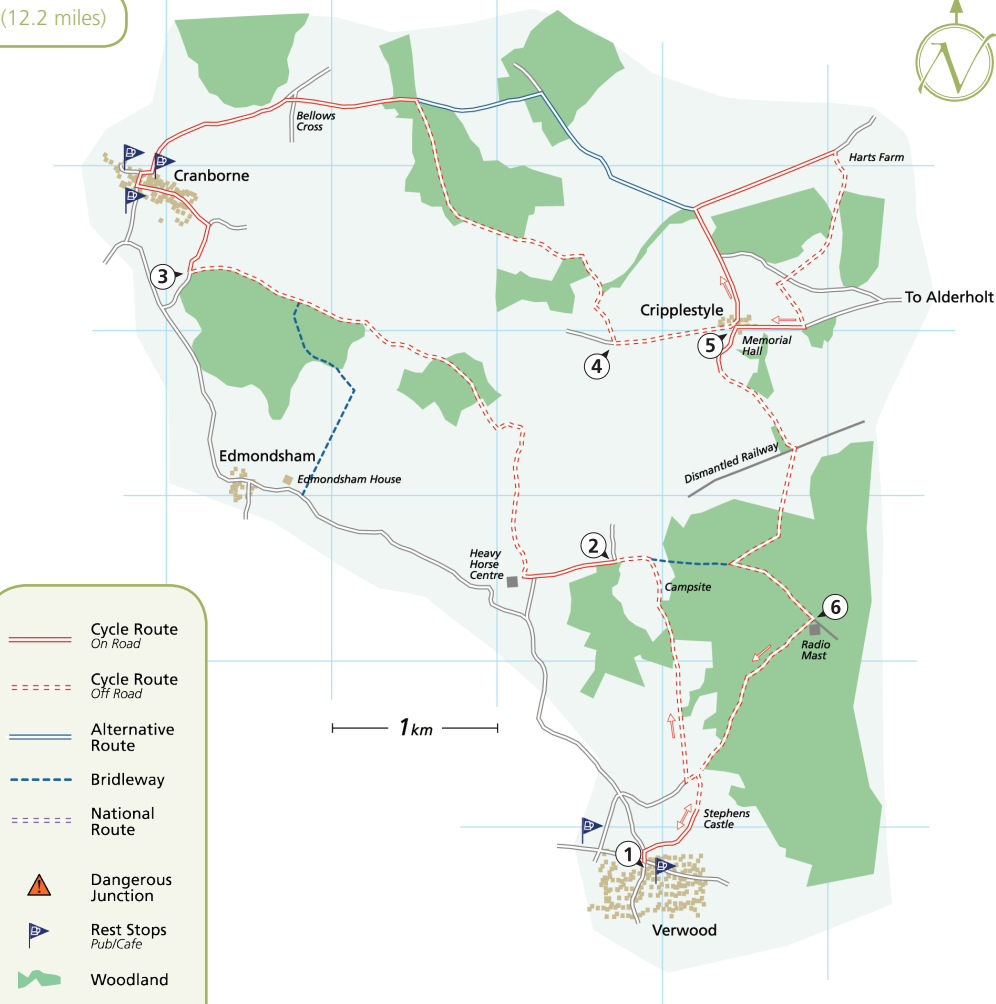 (12.2 miles)
N
Bellows
Cross
Harts Farm
Cranborne
3
To Alderholt
Cripplestyle
5
Memorial
Hall
4
Dismantled Railway
Edmondsham
Edmondsham House
2
Heavy
Horse
Centre
Campsite
6
Radio
Mast
1km
Stephens
Castle
1
Verwood
Cycle Route
On Road
Cycle Route
Off Road
Alternative
Route
Bridleway
National
Route
Dangerous
Junction
Rest Stops
Pub/Cafe
Woodland